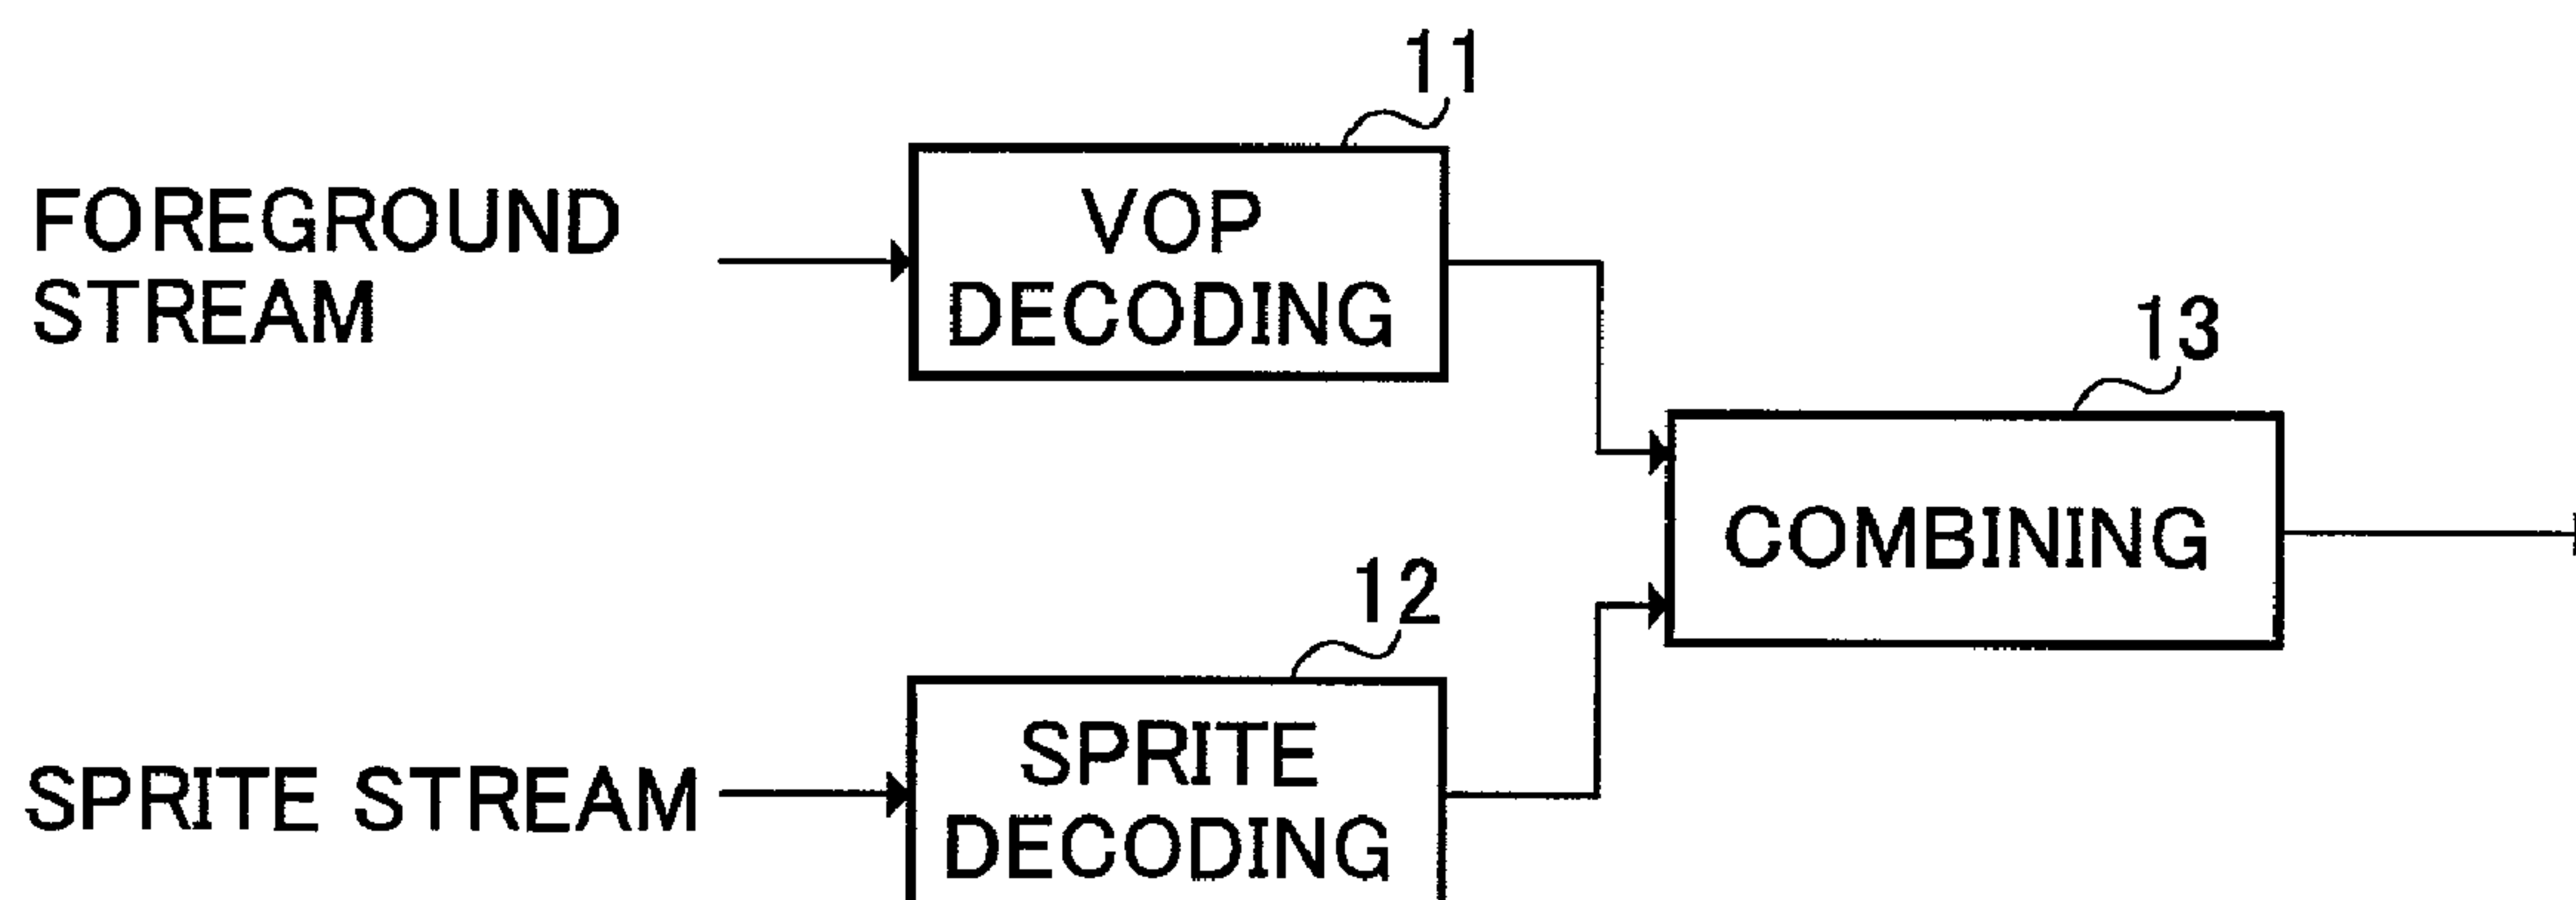 11
FOREGROUND
STREAM
VOP
DECODING
13
COMBINING
12
SPRITE STREAM
SPRITE
DECODING